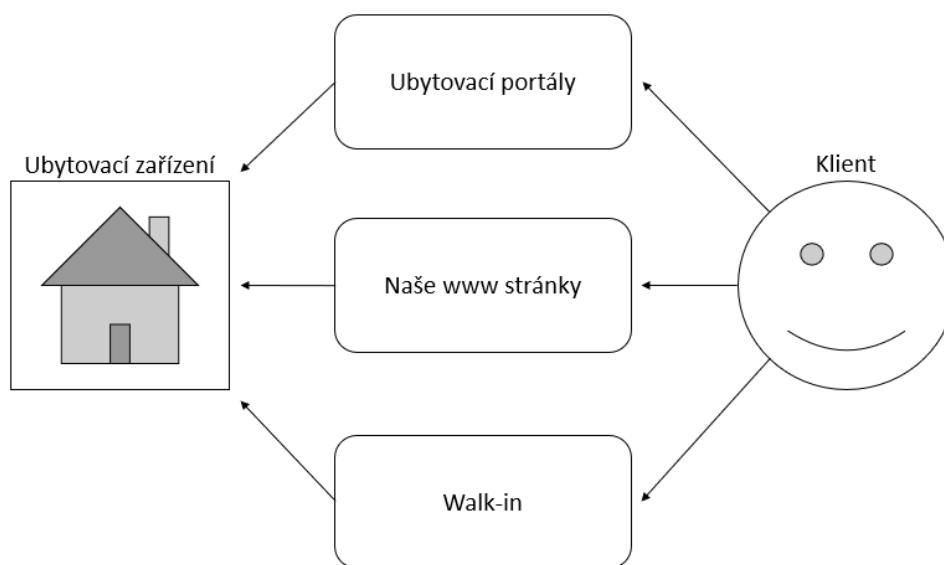 Ubytovací portály
Ubytovací zařízení
Klient
Naše www stránky
Walk-in